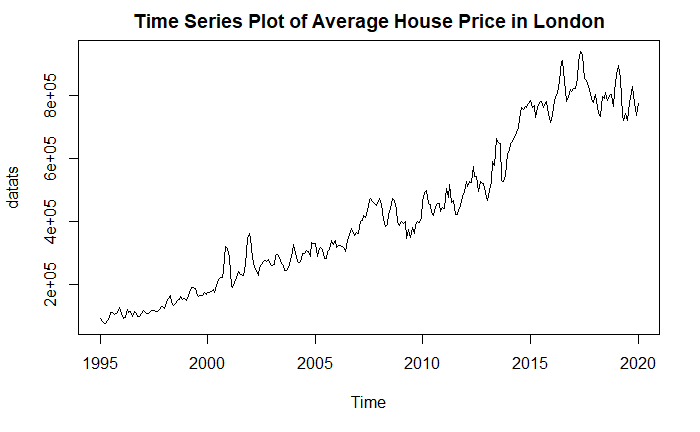 Time Series Plot of Average House Price in London
datats
8e+05
6e+05
4e+05
2e+05
1995 2000 2005 2010 2015 2020
Time